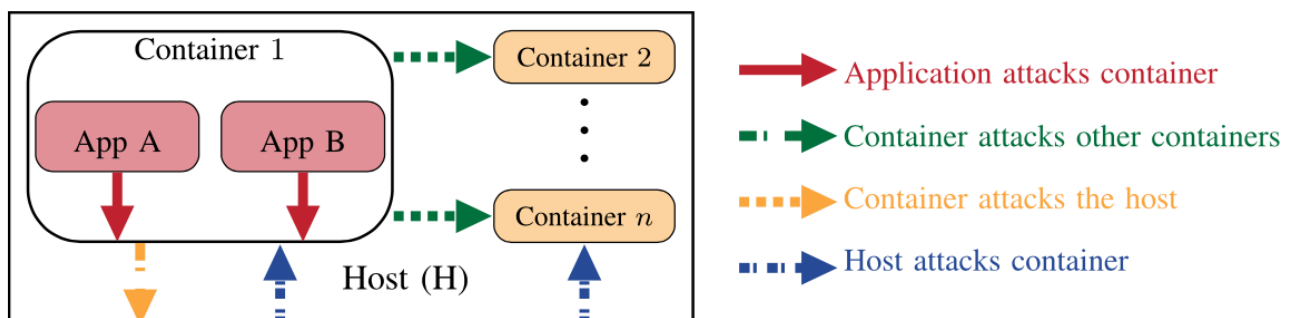 Container 1
App A
App B
Container 2
Container n
Host (H)
Application attacks container
Container attacks other containers
Container attacks the host
Host attacks container